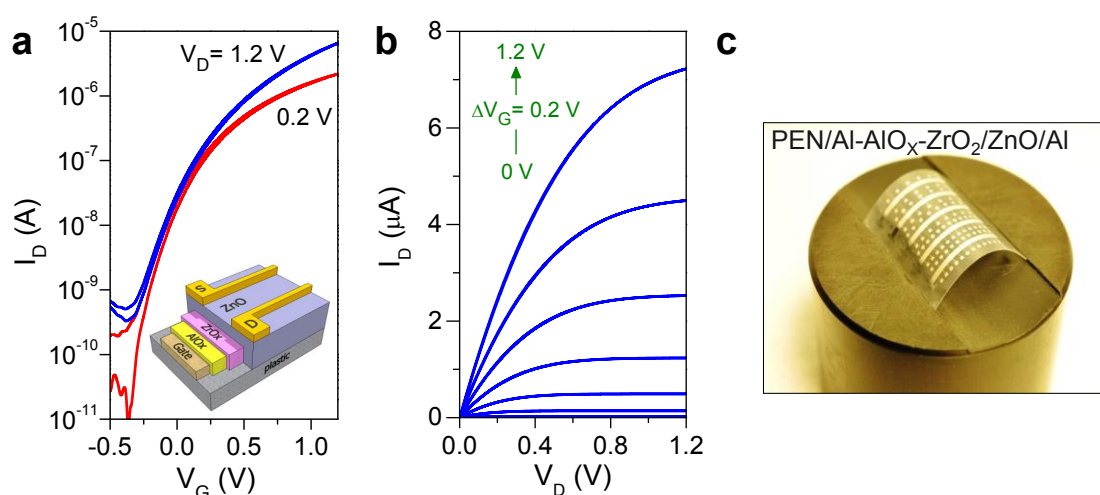 a
10⁻⁵
10⁻⁶
10⁻⁷
10⁻⁸
10⁻⁹
10⁻¹⁰
10⁻¹¹
I_D (A)
V_D= 1.2 V
0.2 V
S
ZnO
D
ZrOx
AlOx
Gate
plastic
-0.5 0.0 0.5 1.0
V_G (V)
b
8
6
4
2
0
I_D (μA)
1.2 V
ΔV_G= 0.2 V
0 V
0.0 0.4 0.8 1.2
V_D (V)
c
PEN/Al-AlO_X-ZrO₂/ZnO/Al